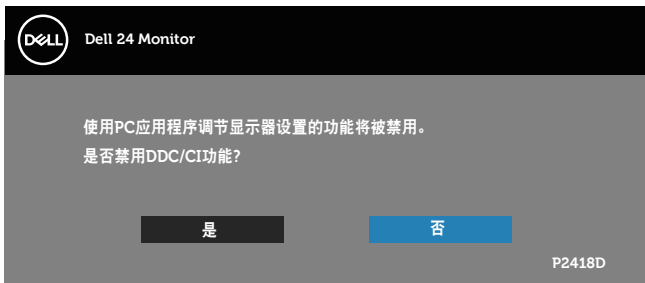 DELL
Dell 24 Monitor
使用PC应用程序调节显示器设置的功能将被禁用。
是否禁用DDC/CI功能?
是
否
P2418D